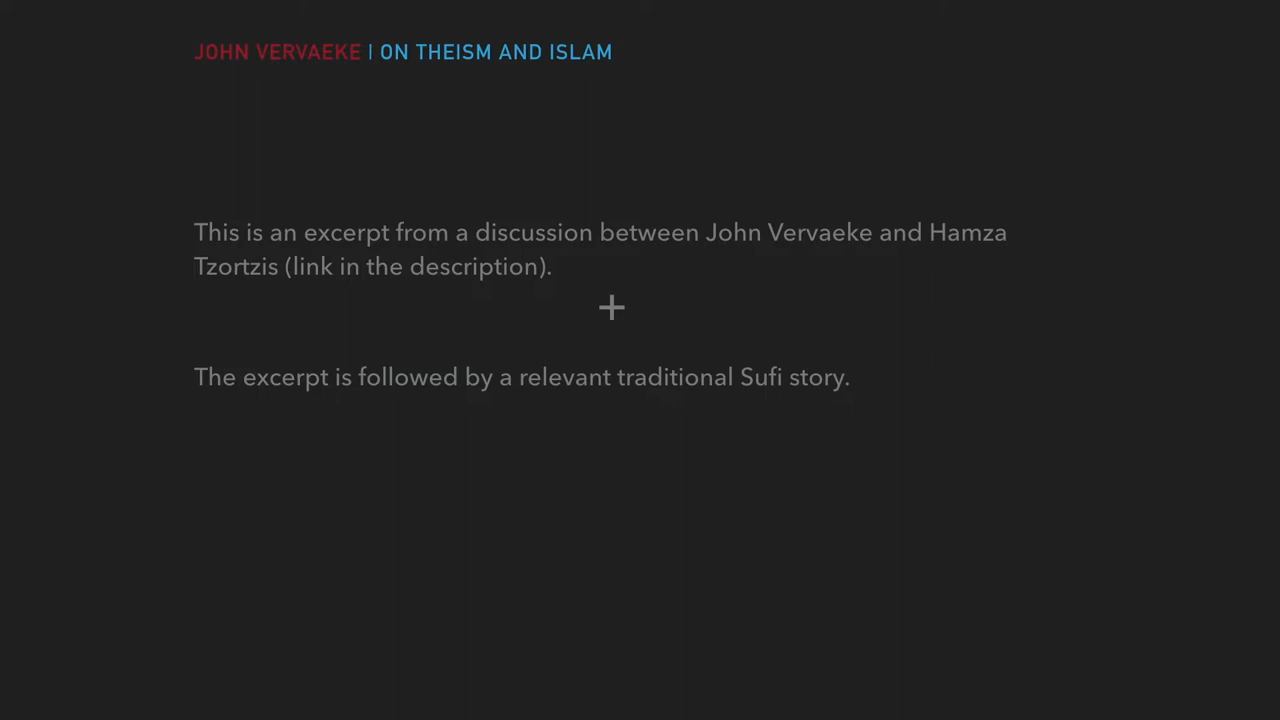 JOHN VERVAEKE | ON THEISM AND ISLAM
This is an excerpt from a discussion between John Vervaeke and Hamza
Tzortzis (link in the description).
+
The excerpt is followed by a relevant traditional Sufi story.